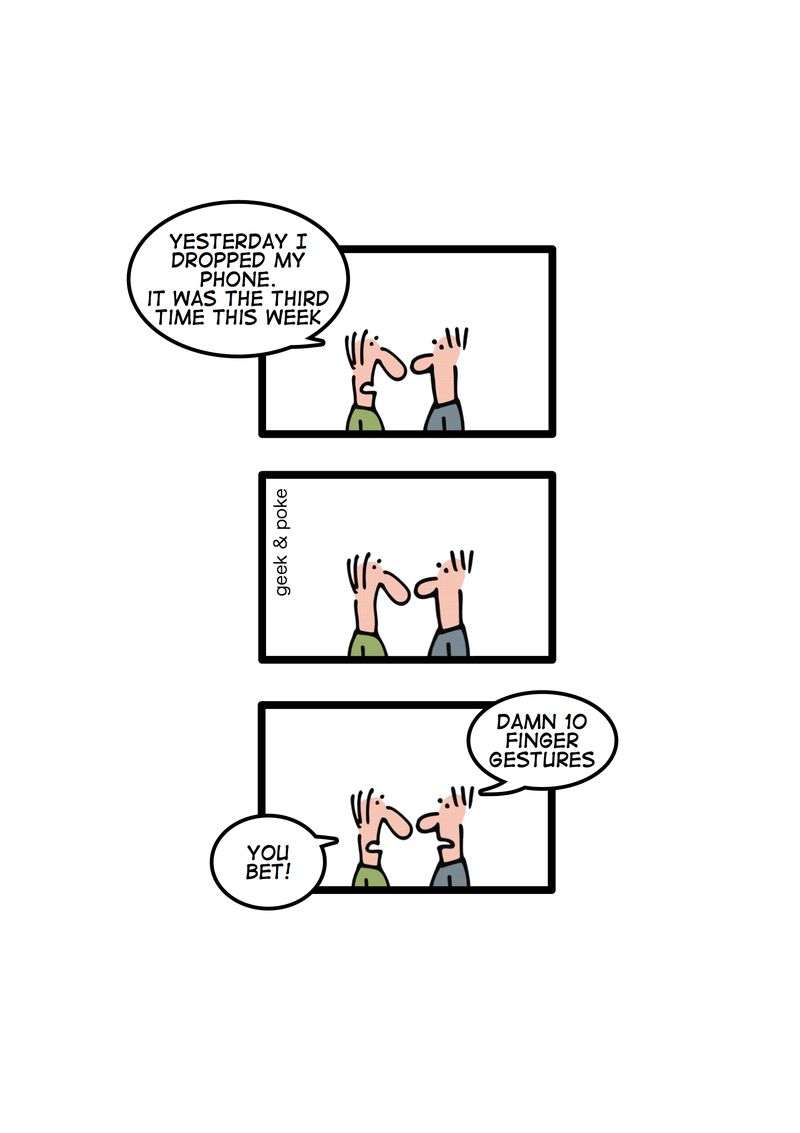 YESTERDAY I
DROPPED MY
PHONE.
IT WAS THE THIRD
TIME THIS WEEK
geek & poke
DAMN 10
FINGER
GESTURES
YOU
BET!